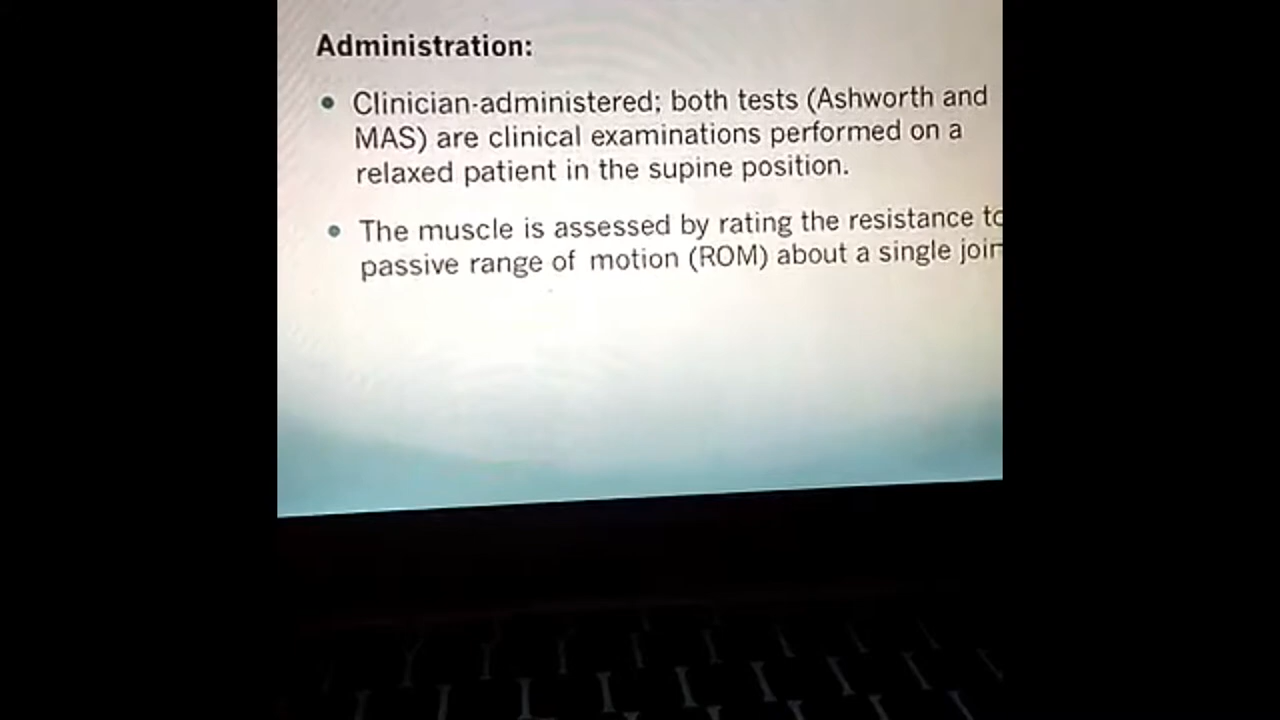 Administration:
Clinician-administered; both tests (Ashworth and
MAS) are clinical examinations performed on a
relaxed patient in the supine position.
The muscle is assessed by rating the resistance to
passive range of motion (ROM) about a single